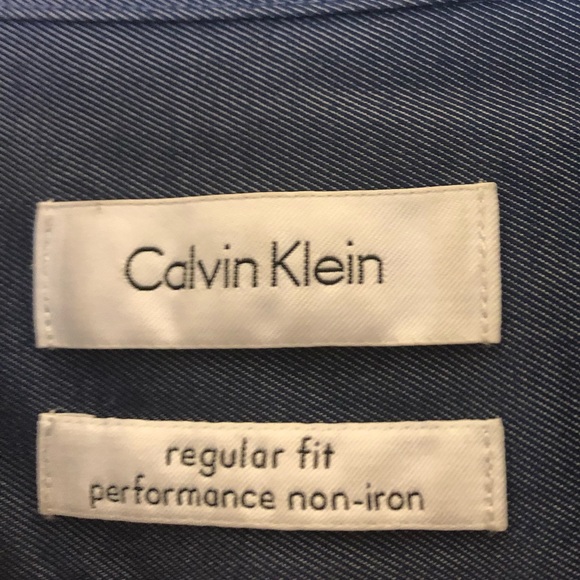 Calvin Klein
regular fit
performance non-iron